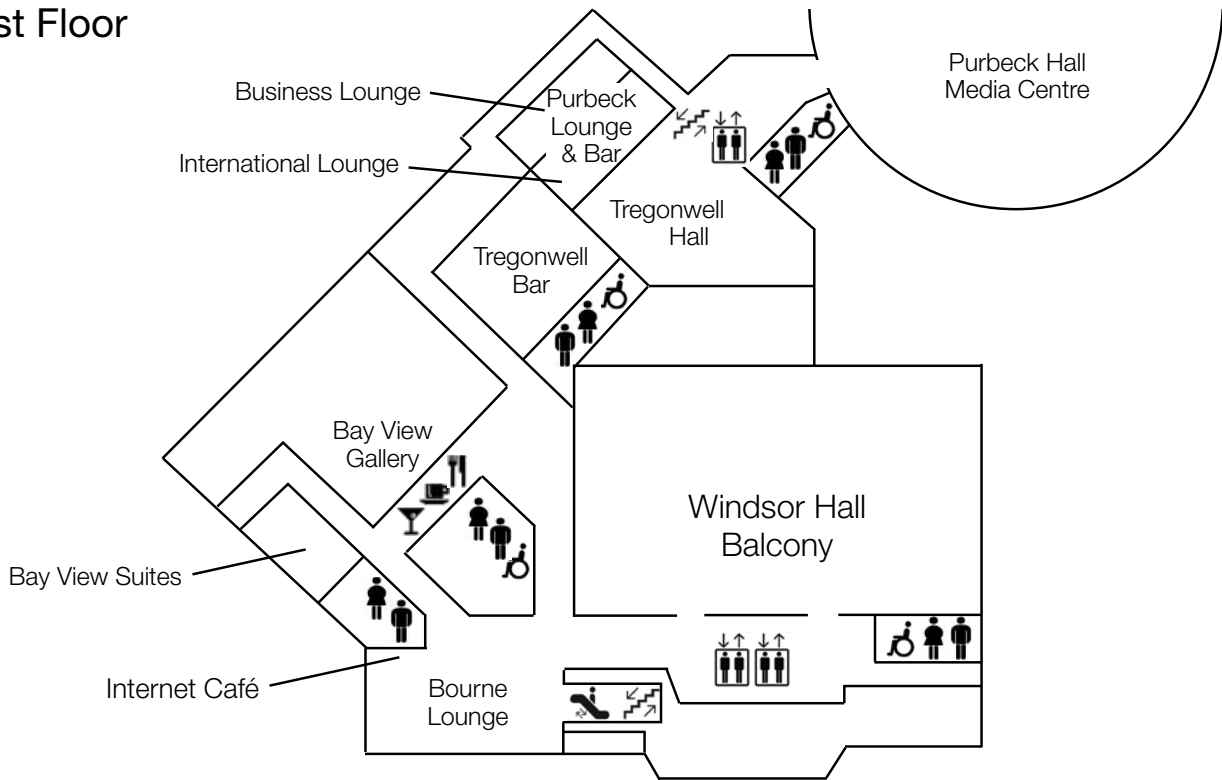 st Floor
Purbeck Hall
Media Centre
Business Lounge
Purbeck
Lounge
& Bar
International Lounge
Tregonwell
Hall
Tregonwell
Bar
Bay View
Gallery
Windsor Hall
Balcony
Bay View Suites
Internet Café
Bourne
Lounge